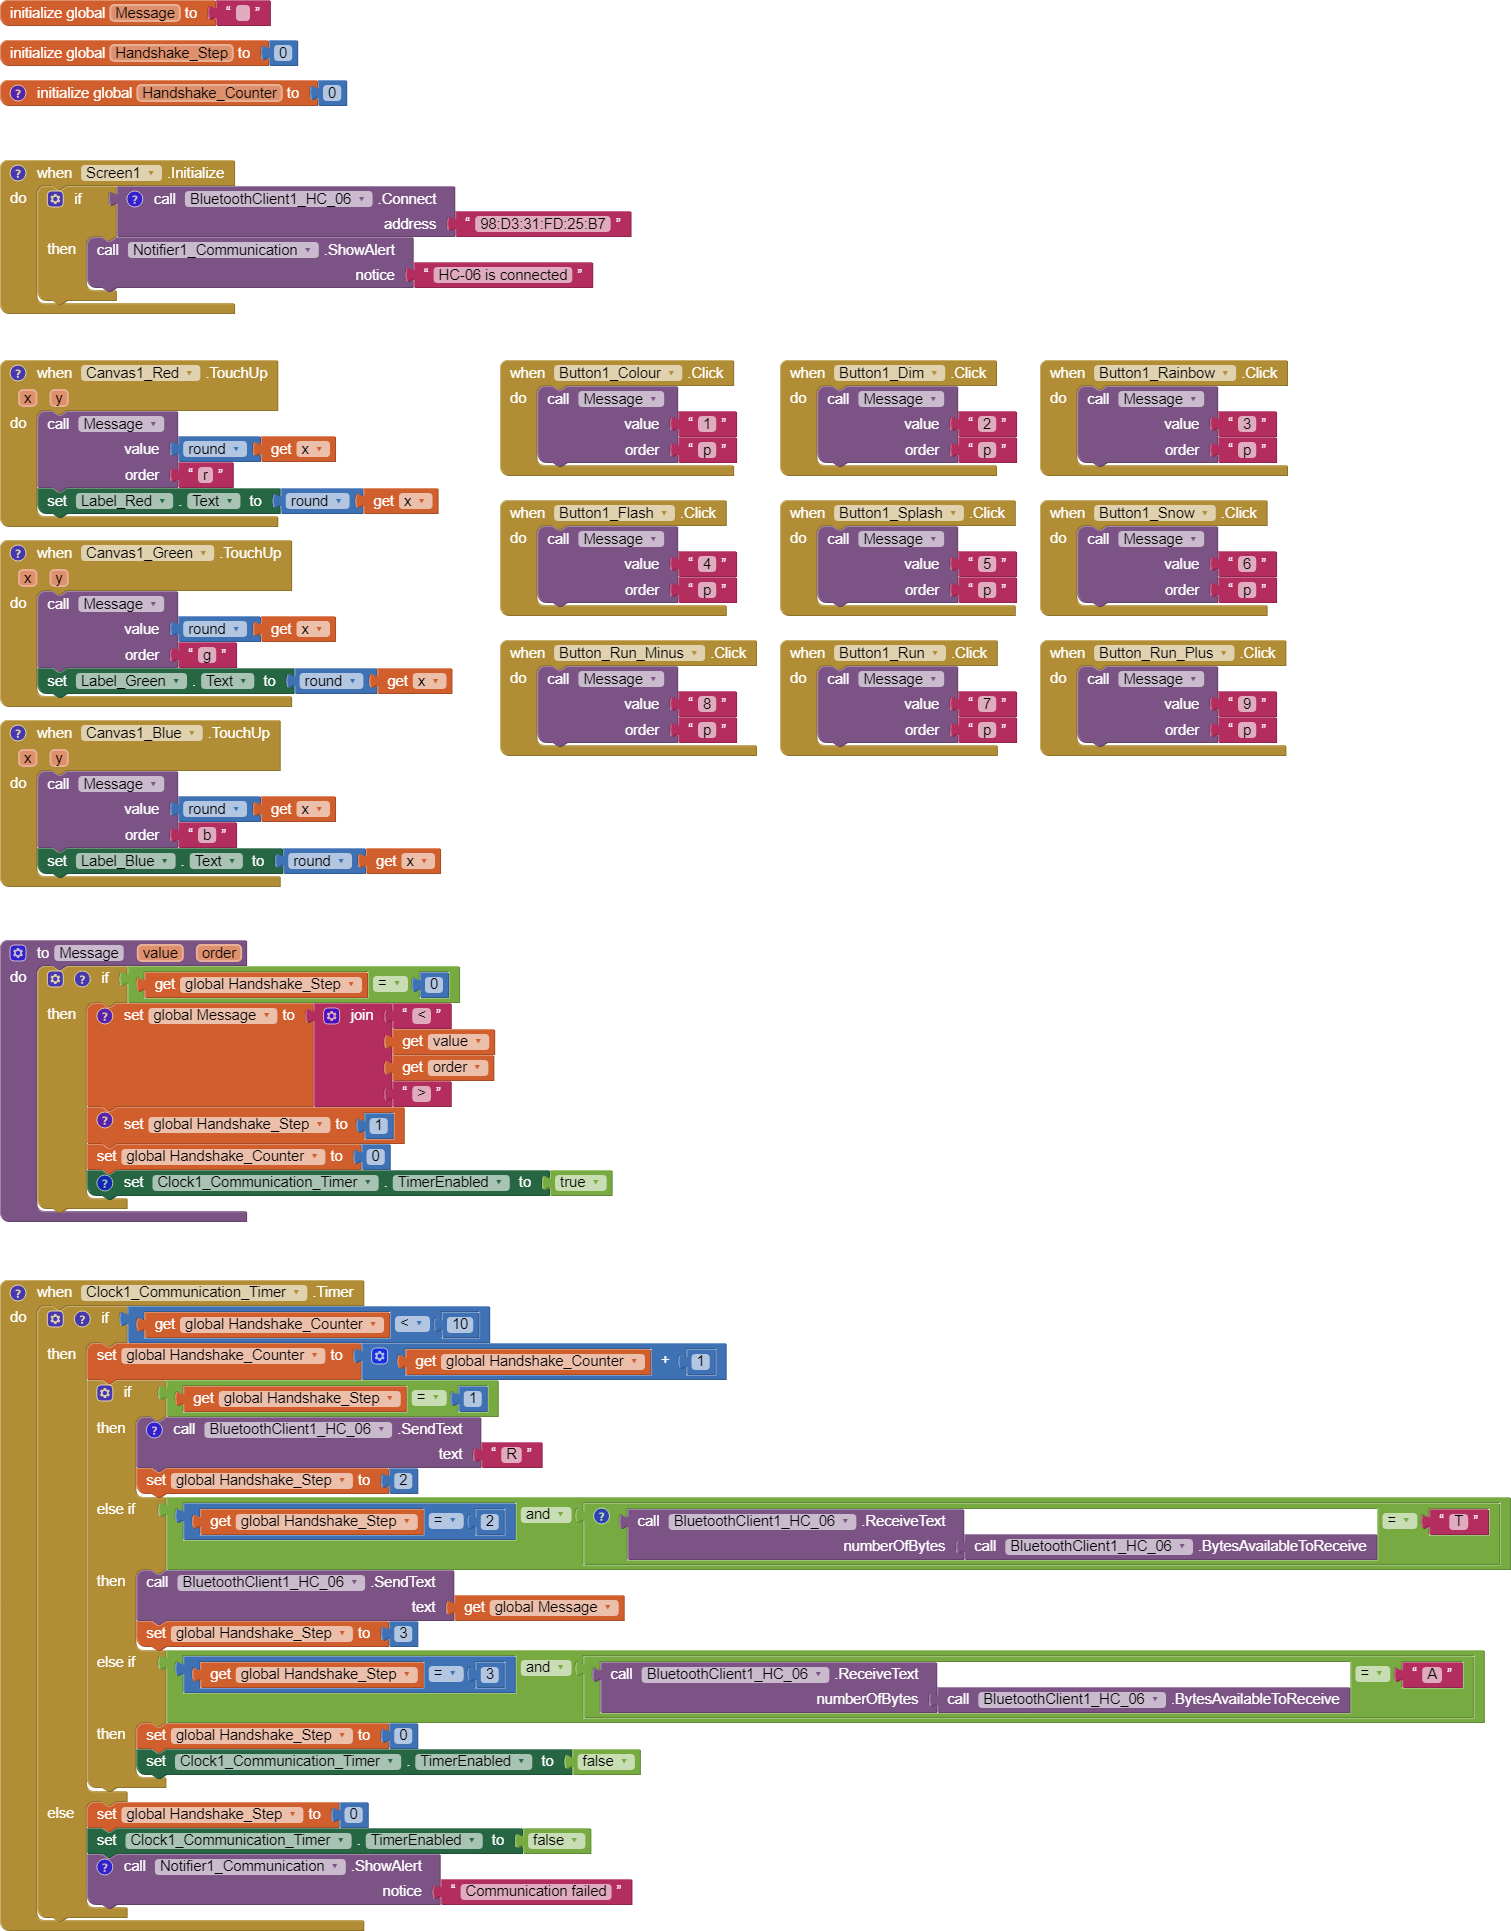 initialize global Message to " "
initialize global Handshake_Step to 0
? initialize global Handshake_Counter to 0
? when Screen1 .Initialize
do if ? call BluetoothClient1_HC_06 .Connect
address " 98:D3:31:FD:25:B7 "
then call Notifier1_Communication .ShowAlert
notice " HC-06 is connected "
? when Canvas1_Red .TouchUp
x y
do call Message
value round get x
order " r "
set Label_Red . Text to round get x
? when Canvas1_Green .TouchUp
x y
do call Message
value round get x
order " g "
set Label_Green . Text to round get x
? when Canvas1_Blue .TouchUp
x y
do call Message
value round get x
order " b "
set Label_Blue . Text to round get x
when Button1_Colour .Click
do call Message
value " 1 "
order " p "
when Button1_Dim .Click
do call Message
value " 2 "
order " p "
when Button1_Rainbow .Click
do call Message
value " 3 "
order " p "
when Button1_Flash .Click
do call Message
value " 4 "
order " p "
when Button1_Splash .Click
do call Message
value " 5 "
order " p "
when Button1_Snow .Click
do call Message
value " 6 "
order " p "
when Button_Run_Minus .Click
do call Message
value " 8 "
order " p "
when Button1_Run .Click
do call Message
value " 7 "
order " p "
when Button_Run_Plus .Click
do call Message
value " 9 "
order " p "
to Message value order
do ? if get global Handshake_Step = 0
then ? set global Message to join " < "
get value
get order
" > "
? set global Handshake_Step to 1
set global Handshake_Counter to 0
? set Clock1_Communication_Timer . TimerEnabled to true
? when Clock1_Communication_Timer .Timer
do ? if get global Handshake_Counter < 10
then set global Handshake_Counter to get global Handshake_Counter + 1
if get global Handshake_Step = 1
then ? call BluetoothClient1_HC_06 .SendText
text " R "
set global Handshake_Step to 2
else if get global Handshake_Step = 2 and ? call BluetoothClient1_HC_06 .ReceiveText = " T "
numberOfBytes call BluetoothClient1_HC_06 .BytesAvailableToReceive
then call BluetoothClient1_HC_06 .SendText
text get global Message
set global Handshake_Step to 3
else if get global Handshake_Step = 3 and call BluetoothClient1_HC_06 .ReceiveText = " A "
numberOfBytes call BluetoothClient1_HC_06 .BytesAvailableToReceive
then set global Handshake_Step to 0
set Clock1_Communication_Timer . TimerEnabled to false
else set global Handshake_Step to 0
set Clock1_Communication_Timer . TimerEnabled to false
? call Notifier1_Communication .ShowAlert
notice " Communication failed "